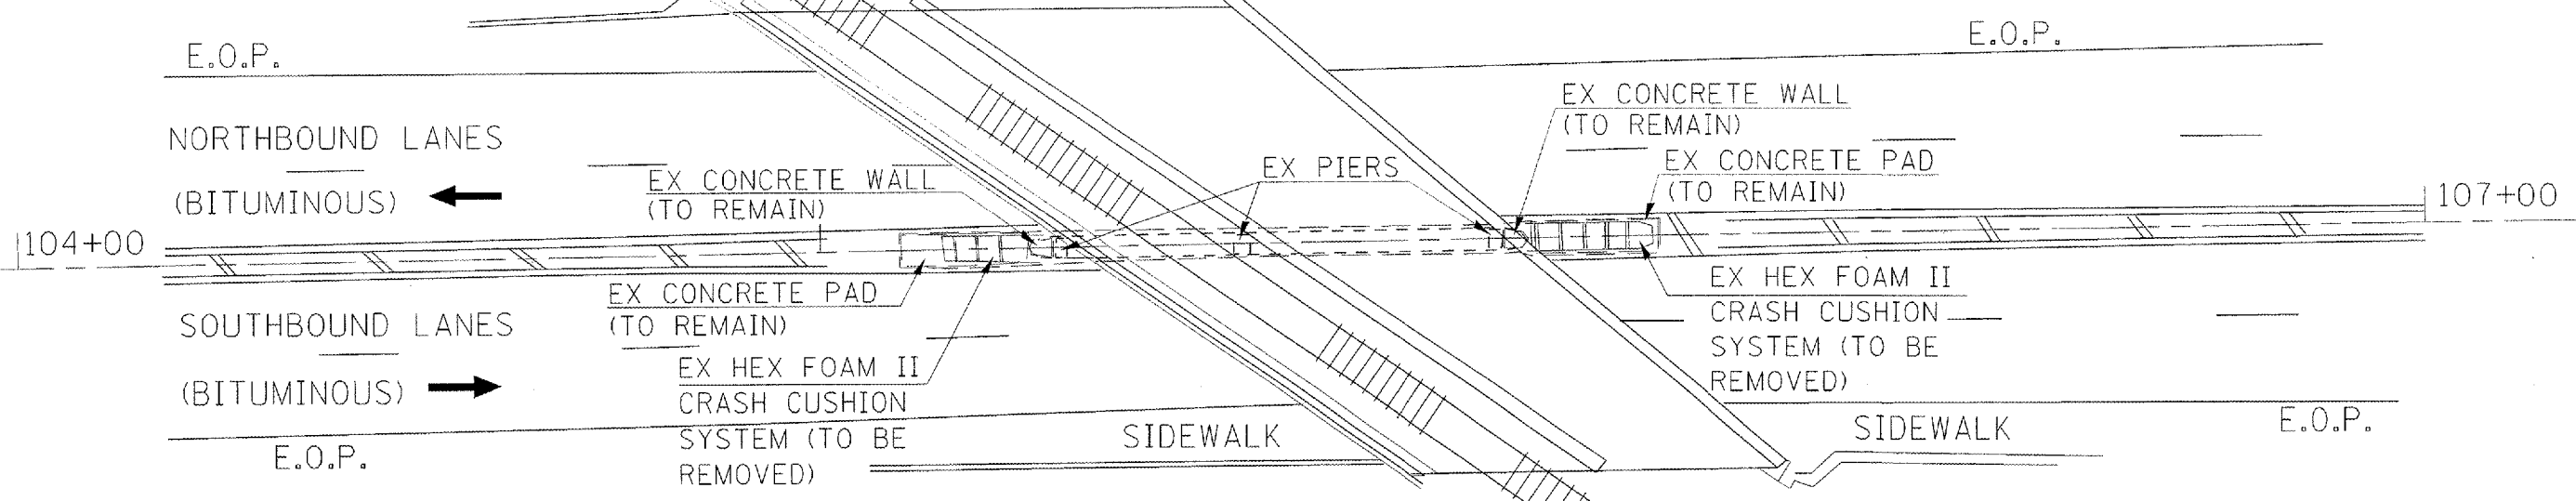 E.O.P.
E.O.P.
NORTHBOUND LANES
(BITUMINOUS)
EX CONCRETE WALL
(TO REMAIN)
EX PIERS
EX CONCRETE WALL
(TO REMAIN)
EX CONCRETE PAD
(TO REMAIN)
107+00
104+00
EX CONCRETE PAD
(TO REMAIN)
SOUTHBOUND LANES
(BITUMINOUS)
EX HEX FOAM II
CRASH CUSHION
SYSTEM (TO BE
REMOVED)
EX HEX FOAM II
CRASH CUSHION
SYSTEM (TO BE
REMOVED)
E.O.P.
SIDEWALK
SIDEWALK
E.O.P.